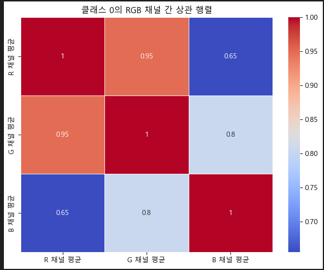 클래스 0의 RGB 채널 간 상관 행렬
R 채널 평균
1
0.95
0.65
G 채널 평균
0.95
1
0.8
B 채널 평균
0.65
0.8
1
R 채널 평균
G 채널 평균
B 채널 평균
1.00
0.95
0.90
0.85
0.80
0.75
0.70